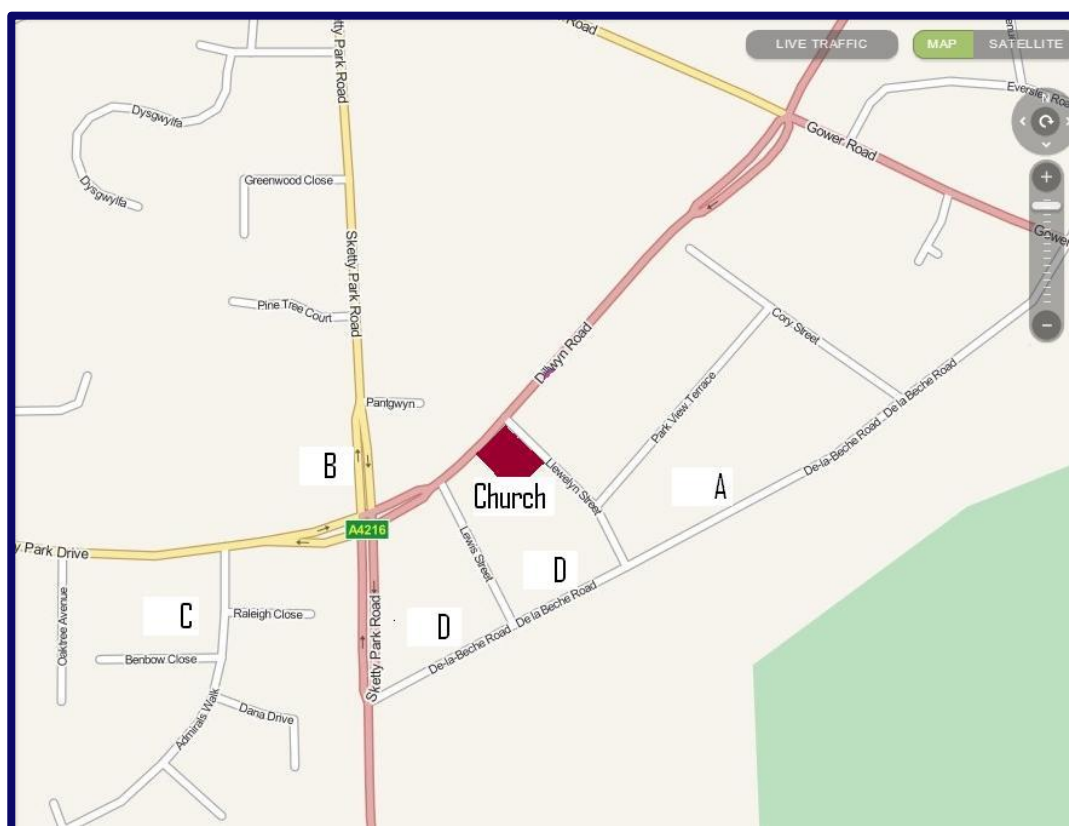 Sketty Park Road
Road
LIVE TRAFFIC
MAP
SATELLITE
N
Dysgwylfa
Gower Road
Greenwood Close
Dysgwylfa
Sketty Park Road
Gower
Pine Tree Court
Cory Street
Dillwyn Road
Pantgwyn
Park View Terrace
De la Beche Road
De-la-Beche Road
B
Llewelyn Street
A
Church
A4216
y Park Drive
Lewis Street
D
De la Beche Road
Oaktree Avenue
C
Raleigh Close
D
Sketty Park Road
De-la-Beche Road
Benbow Close
Admirals Walk
Dana Drive